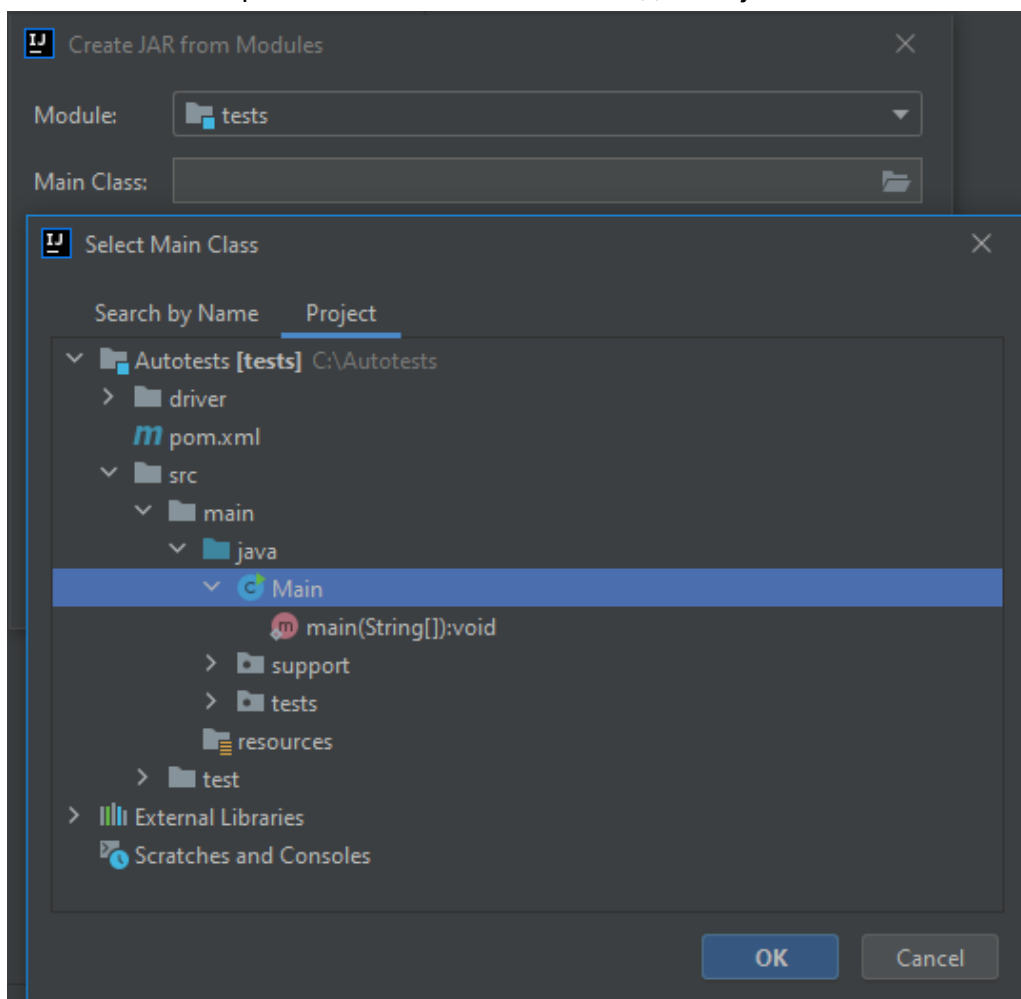 Create JAR from Modules
Module: tests
Main Class:
Select Main Class
Search by Name Project
Autotests [tests] C:\Autotests
driver
pom.xml
src
main
java
Main
main(String[]):void
support
tests
resources
test
External Libraries
Scratches and Consoles
OK Cancel